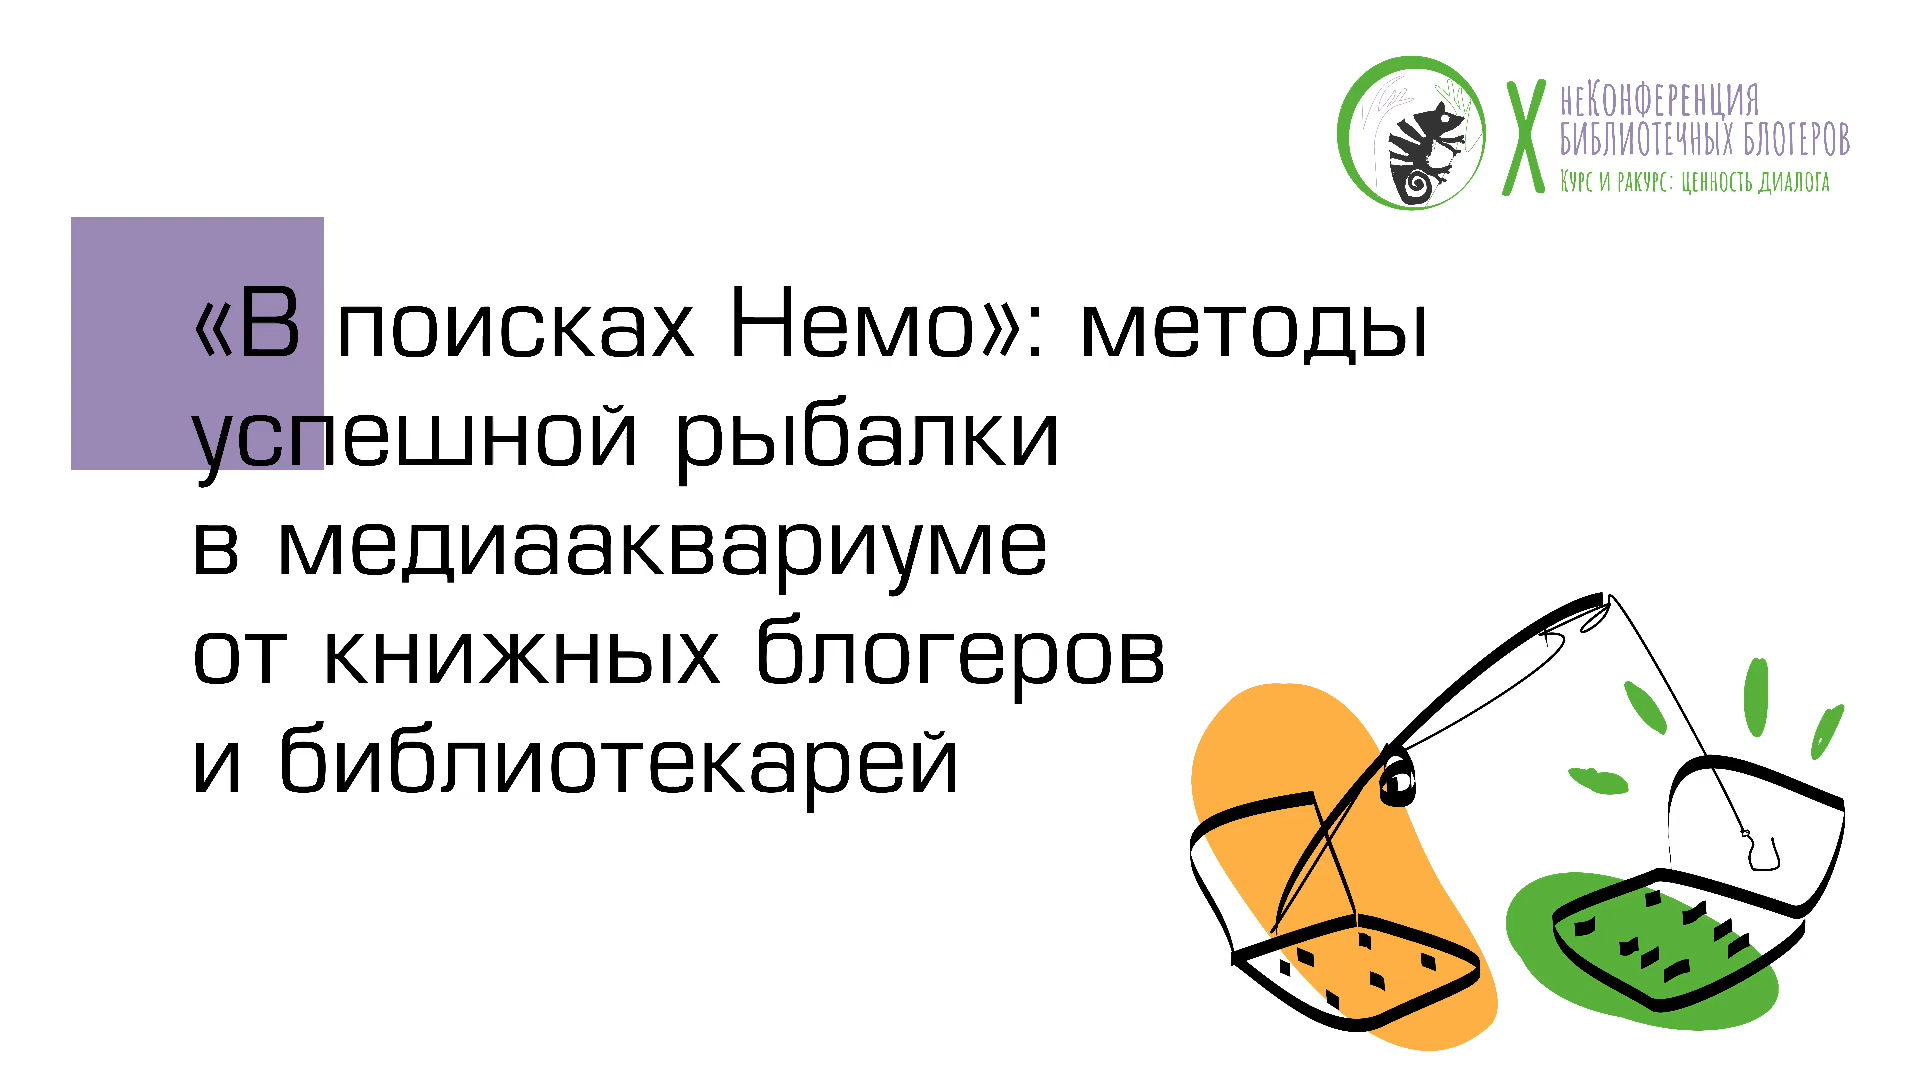 X неКонференция
библиотечных блогеров
Курс и ракурс: ценность диалога
«В поисках Немо»: методы
успешной рыбалки
в медиааквариуме
от книжных блогеров
и библиотекарей